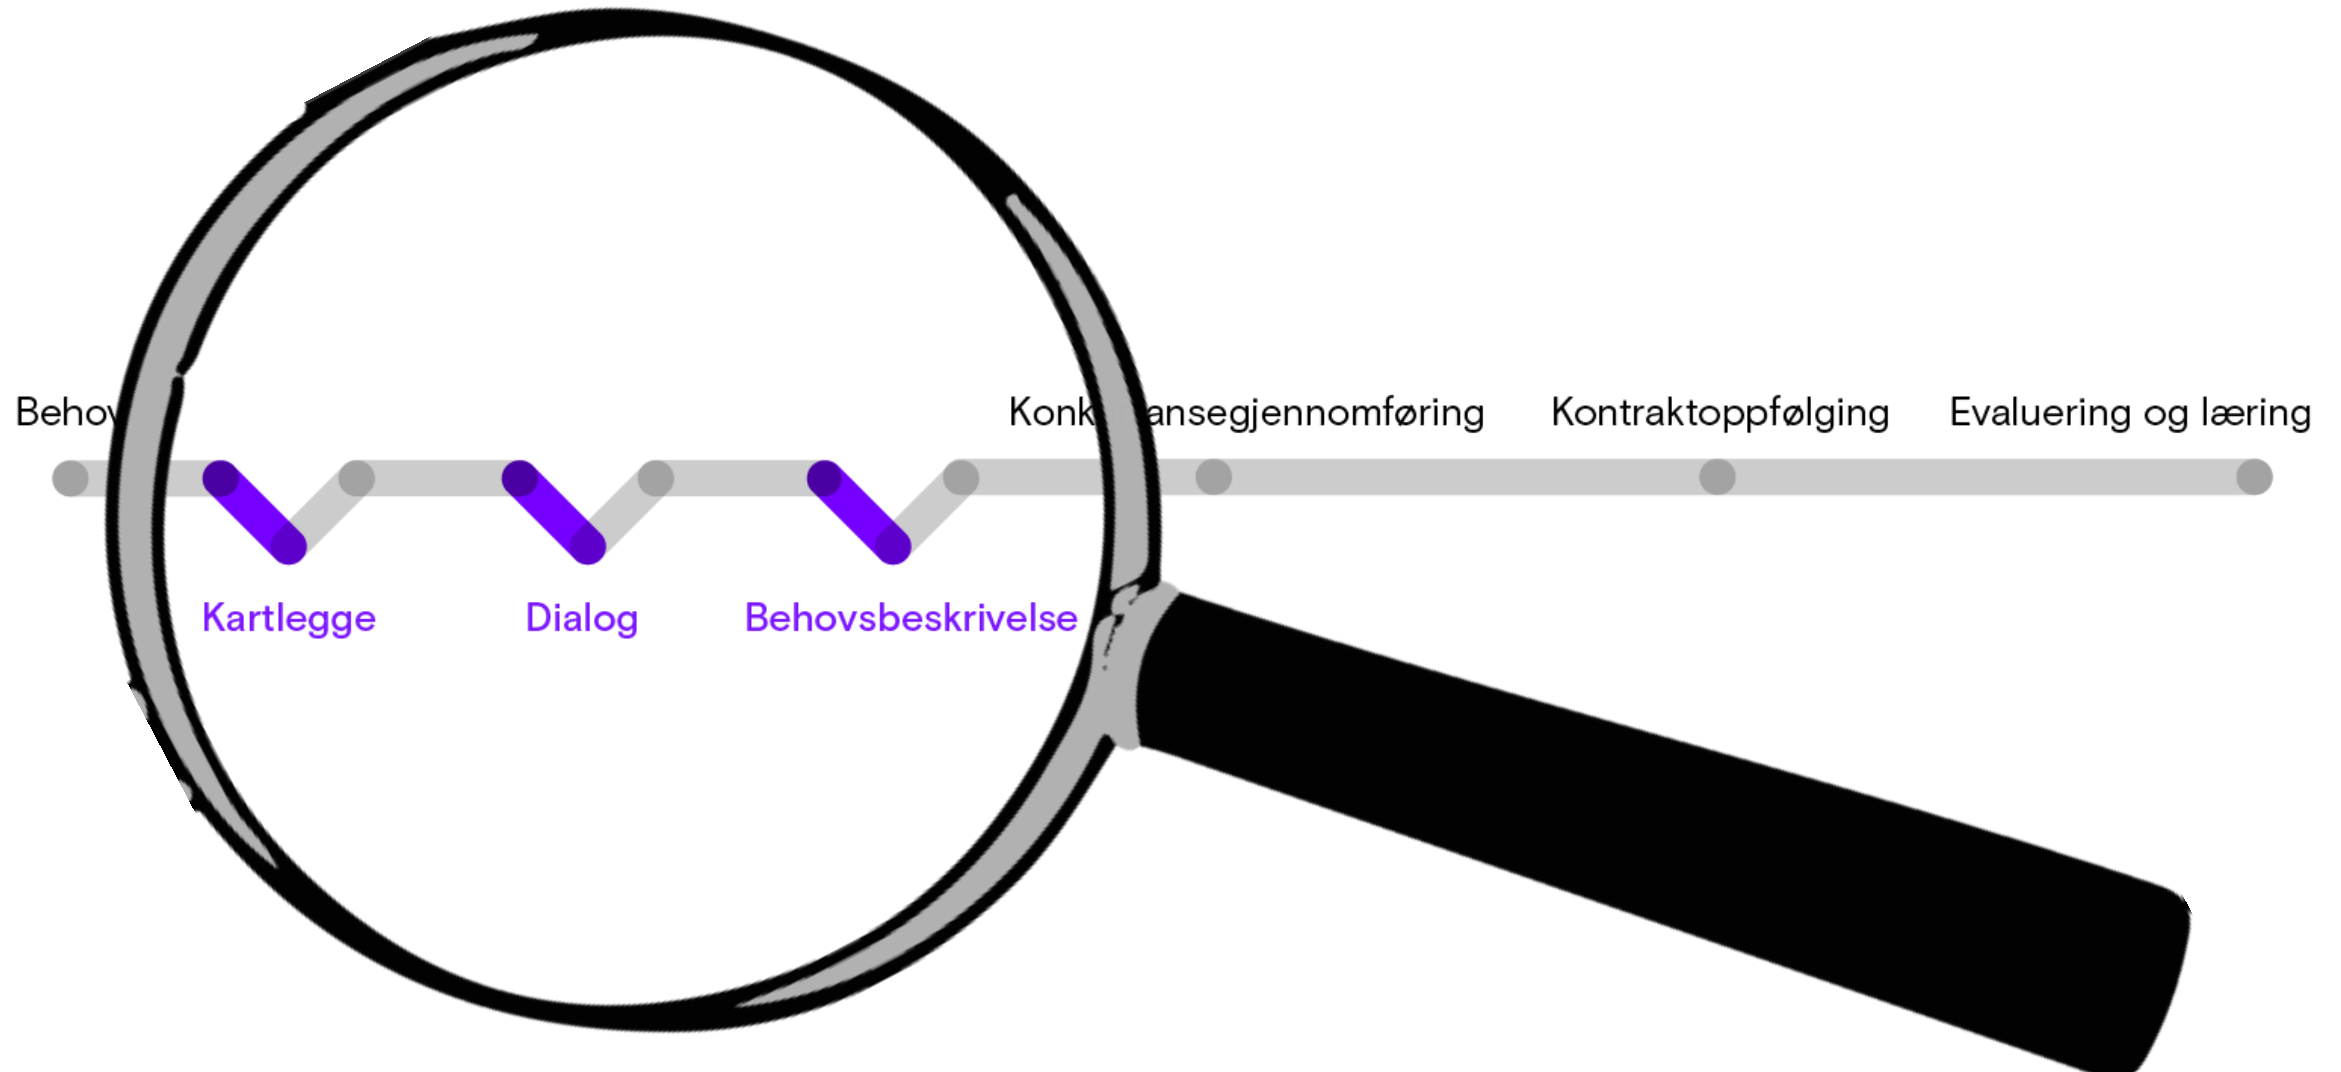 Behov
Konk ansegjennomføring
Kontraktoppfølging
Evaluering og læring
Kartlegge
Dialog
Behovsbeskrivelse